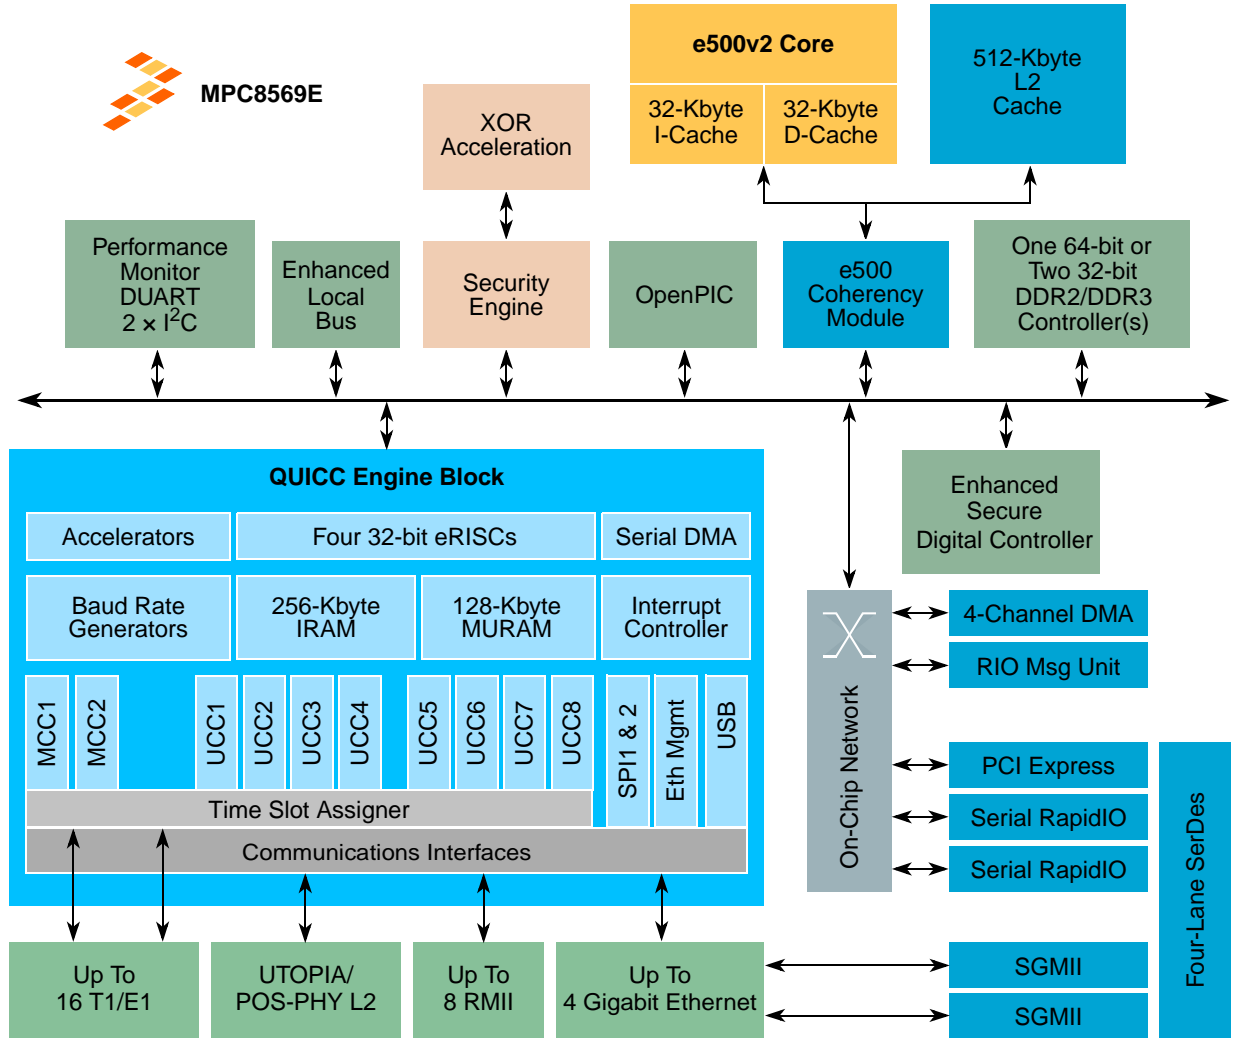 MPC8569E
e500v2 Core
32-Kbyte
I-Cache
32-Kbyte
D-Cache
512-Kbyte
L2
Cache
XOR
Acceleration
Performance
Monitor
DUART
2 × I²C
Enhanced
Local
Bus
Security
Engine
OpenPIC
e500
Coherency
Module
One 64-bit or
Two 32-bit
DDR2/DDR3
Controller(s)
QUICC Engine Block
Accelerators
Four 32-bit eRISCs
Serial DMA
Baud Rate
Generators
256-Kbyte
IRAM
128-Kbyte
MURAM
Interrupt
Controller
MCC1
MCC2
UCC1
UCC2
UCC3
UCC4
UCC5
UCC6
UCC7
UCC8
SPI1 & 2
Eth Mgmt
USB
Time Slot Assigner
Communications Interfaces
Enhanced
Secure
Digital Controller
On-Chip Network
4-Channel DMA
RIO Msg Unit
PCI Express
Serial RapidIO
Serial RapidIO
Four-Lane SerDes
Up To
16 T1/E1
UTOPIA/
POS-PHY L2
Up To
8 RMII
Up To
4 Gigabit Ethernet
SGMII
SGMII